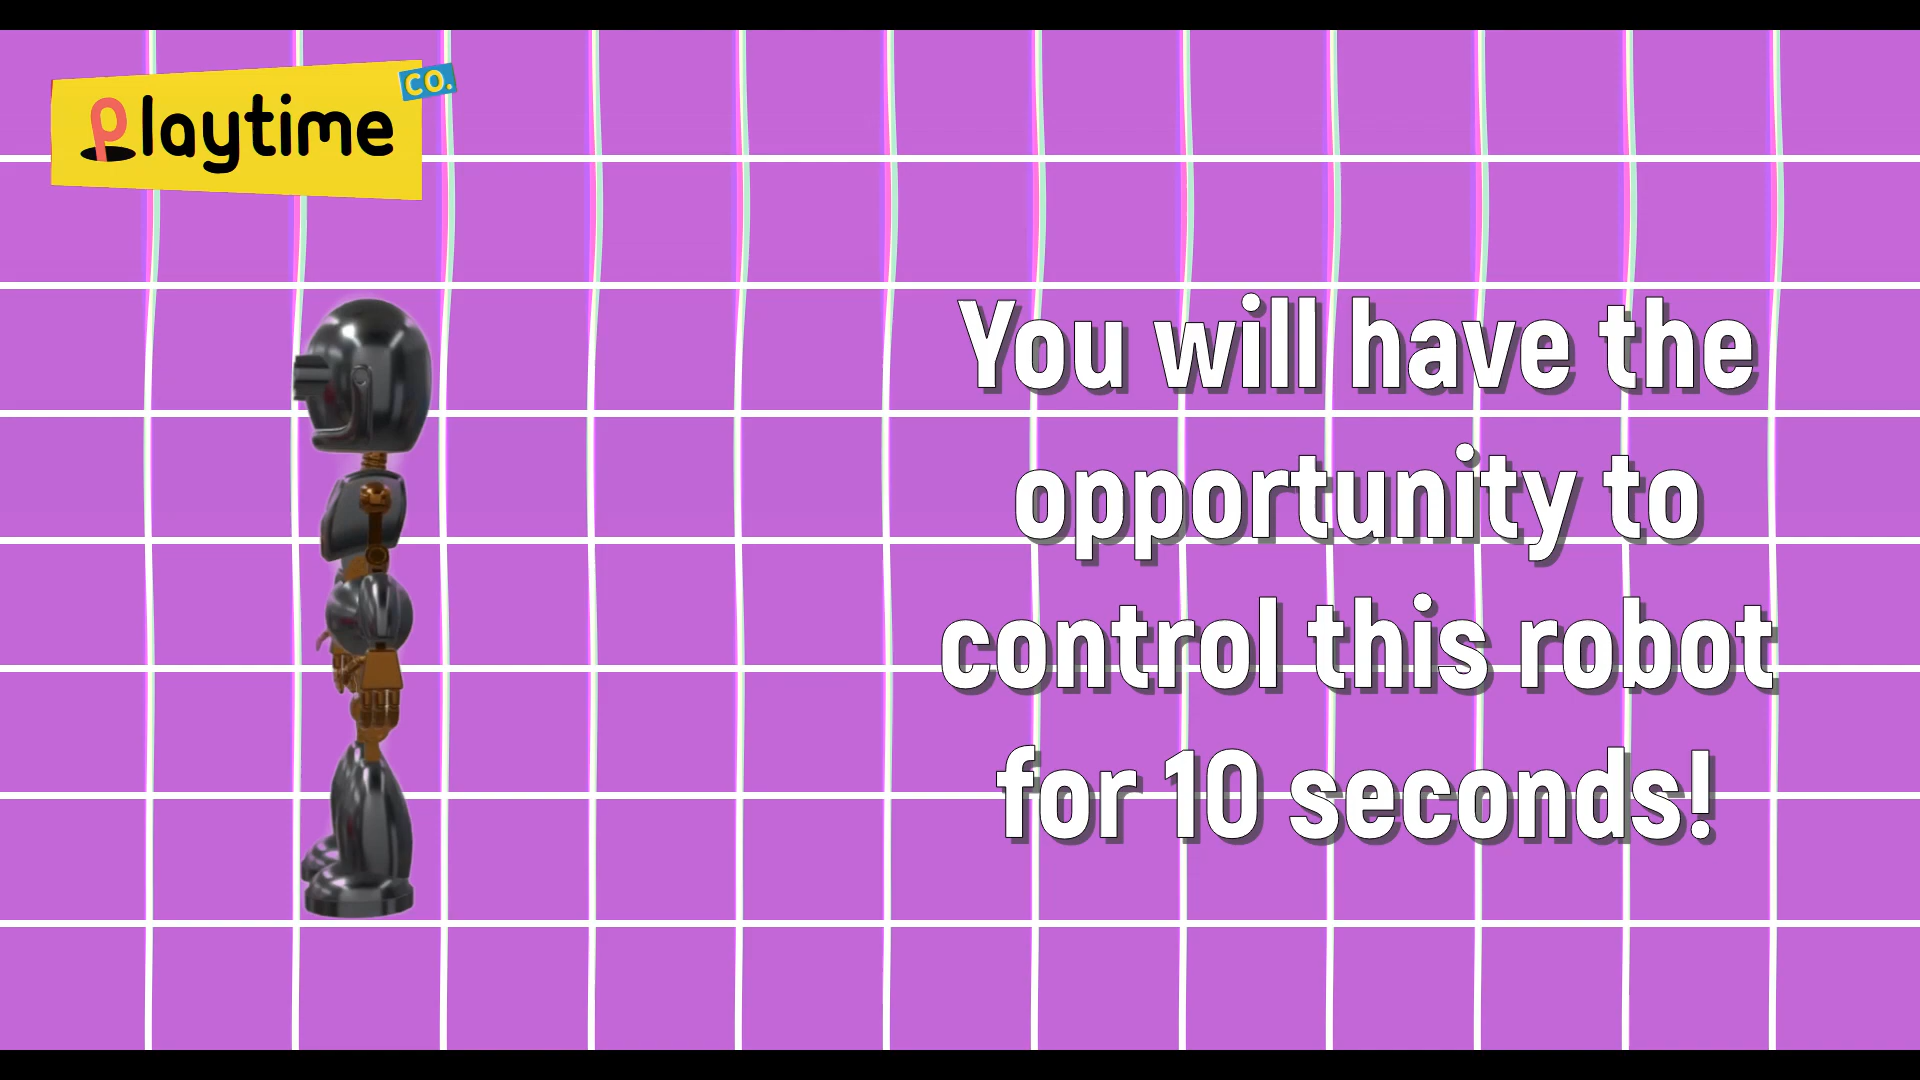 Playtime
CO.
You will have the
opportunity to
control this robot
for 10 seconds!